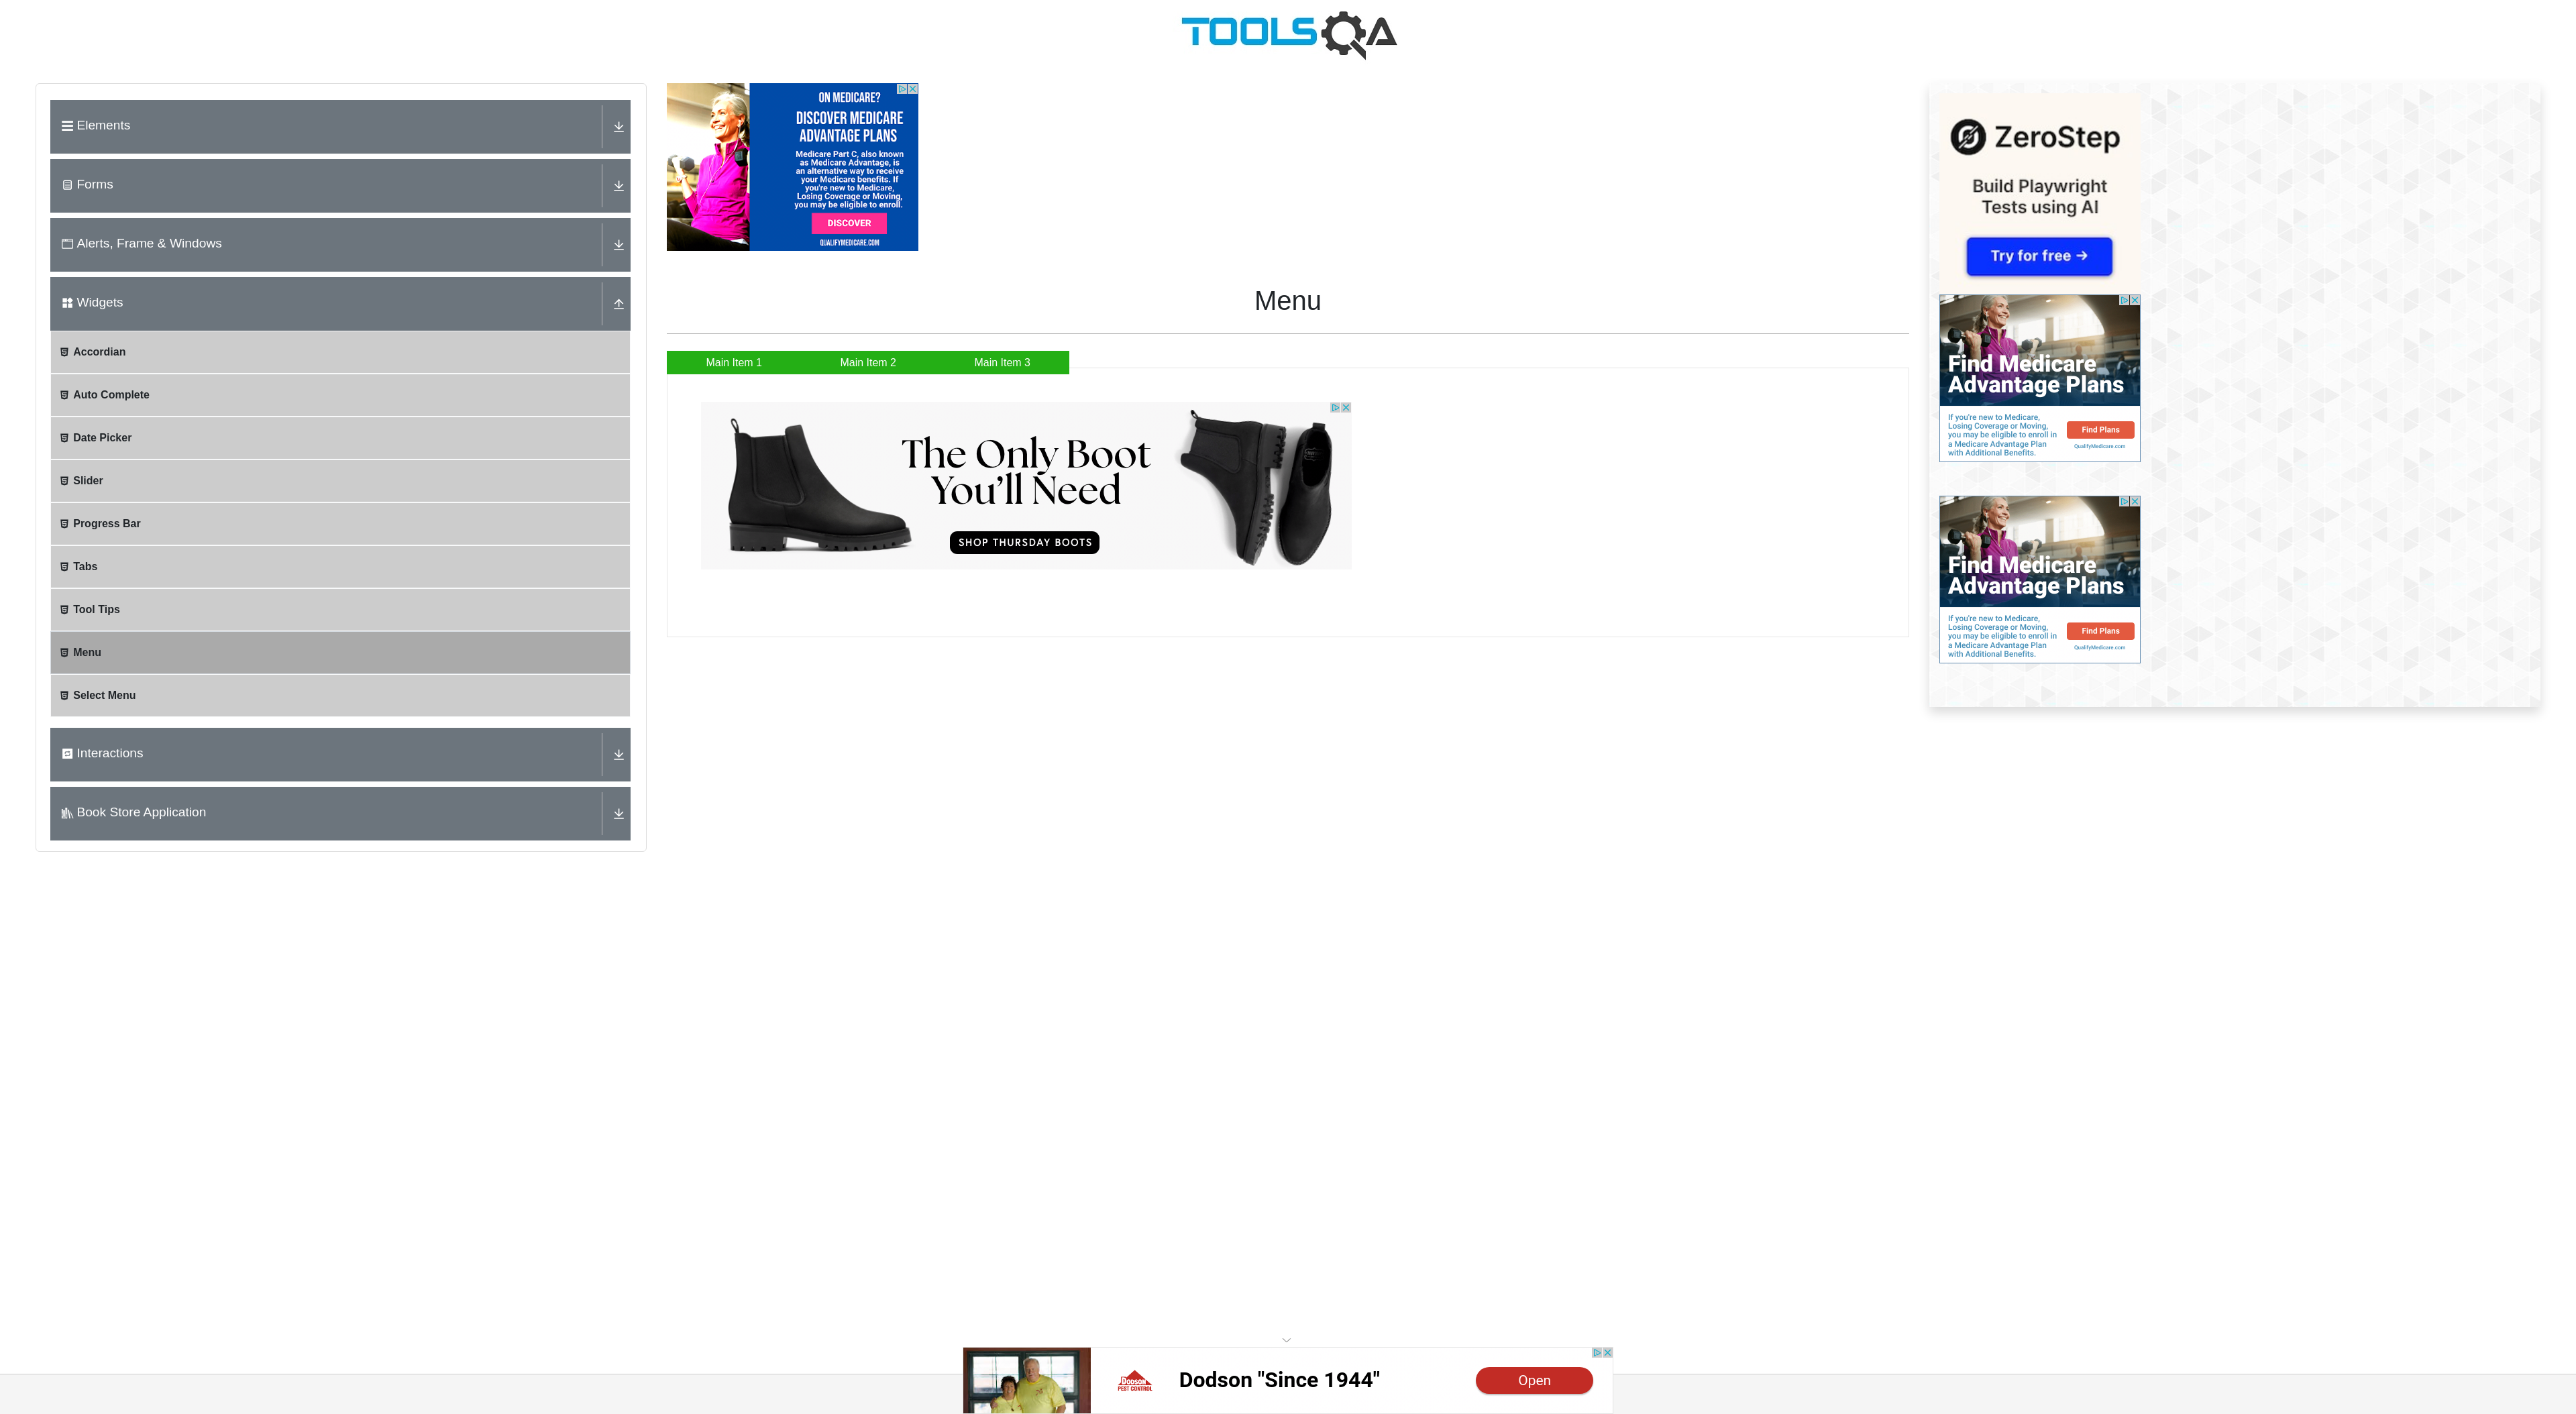 TOOLSQA
Elements
Forms
Alerts, Frame & Windows
Widgets
Accordian
Auto Complete
Date Picker
Slider
Progress Bar
Tabs
Tool Tips
Menu
Select Menu
Interactions
Book Store Application
ON MEDICARE?
DISCOVER MEDICARE
ADVANTAGE PLANS
Medicare Part C, also known
as Medicare Advantage, is
an alternative way to receive
your Medicare benefits. If
you're new to Medicare,
Losing Coverage or Moving,
you may be eligible to enroll.
DISCOVER
QUALIFYMEDICARE.COM
Menu
Main Item 1
Main Item 2
Main Item 3
The Only Boot
You'll Need
SHOP THURSDAY BOOTS
ZeroStep
Build Playwright
Tests using AI
Try for free →
Find Medicare
Advantage Plans
If you're new to Medicare,
Losing Coverage or Moving,
you may be eligible to enroll in
a Medicare Advantage Plan
with Additional Benefits.
Find Plans
QualifyMedicare.com
Find Medicare
Advantage Plans
If you're new to Medicare,
Losing Coverage or Moving,
you may be eligible to enroll in
a Medicare Advantage Plan
with Additional Benefits.
Find Plans
QualifyMedicare.com
DODSON
PEST CONTROL
Dodson "Since 1944"
Open